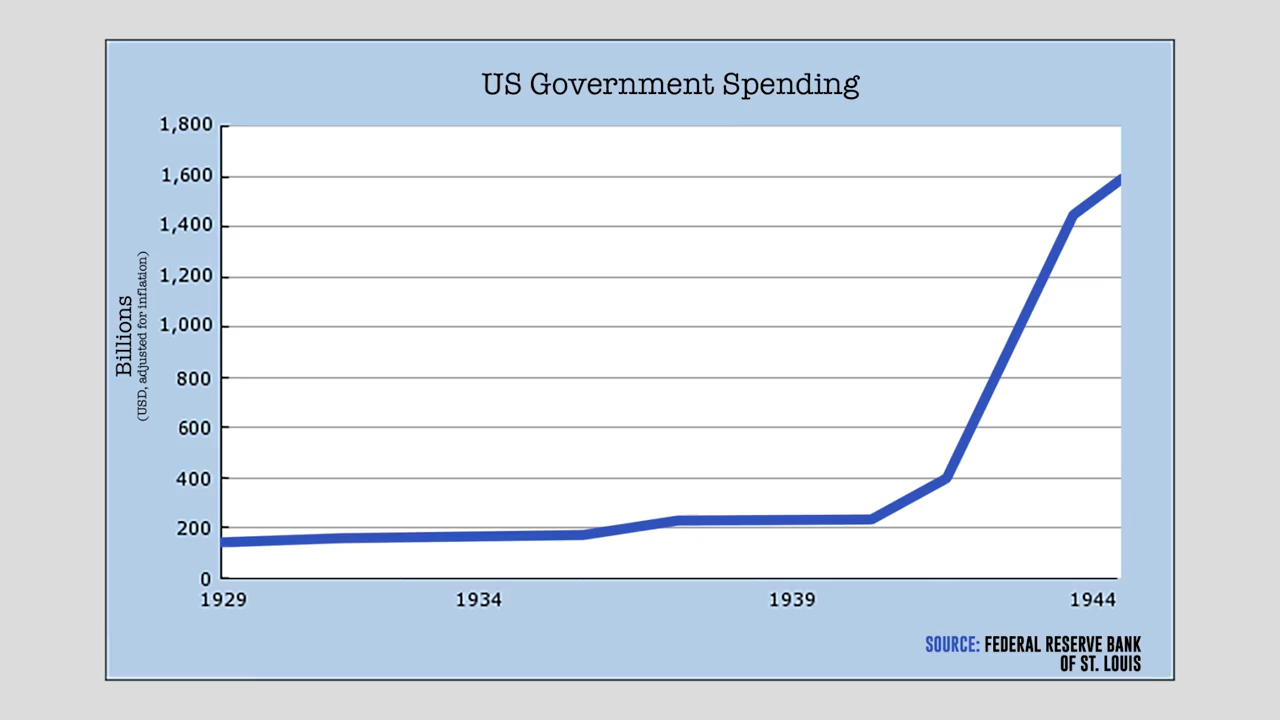 US Government Spending
1,800
1,600
1,400
1,200
1,000
800
600
400
200
0
Billions
(USD, adjusted for inflation)
1929 1934 1939 1944
SOURCE: FEDERAL RESERVE BANK
OF ST. LOUIS